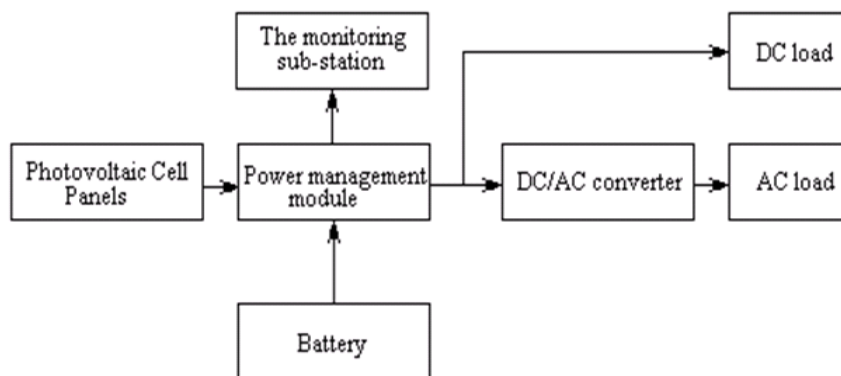 The monitoring
sub-station
DC load
Photovoltaic Cell
Panels
Power management
module
DC/AC converter
AC load
Battery